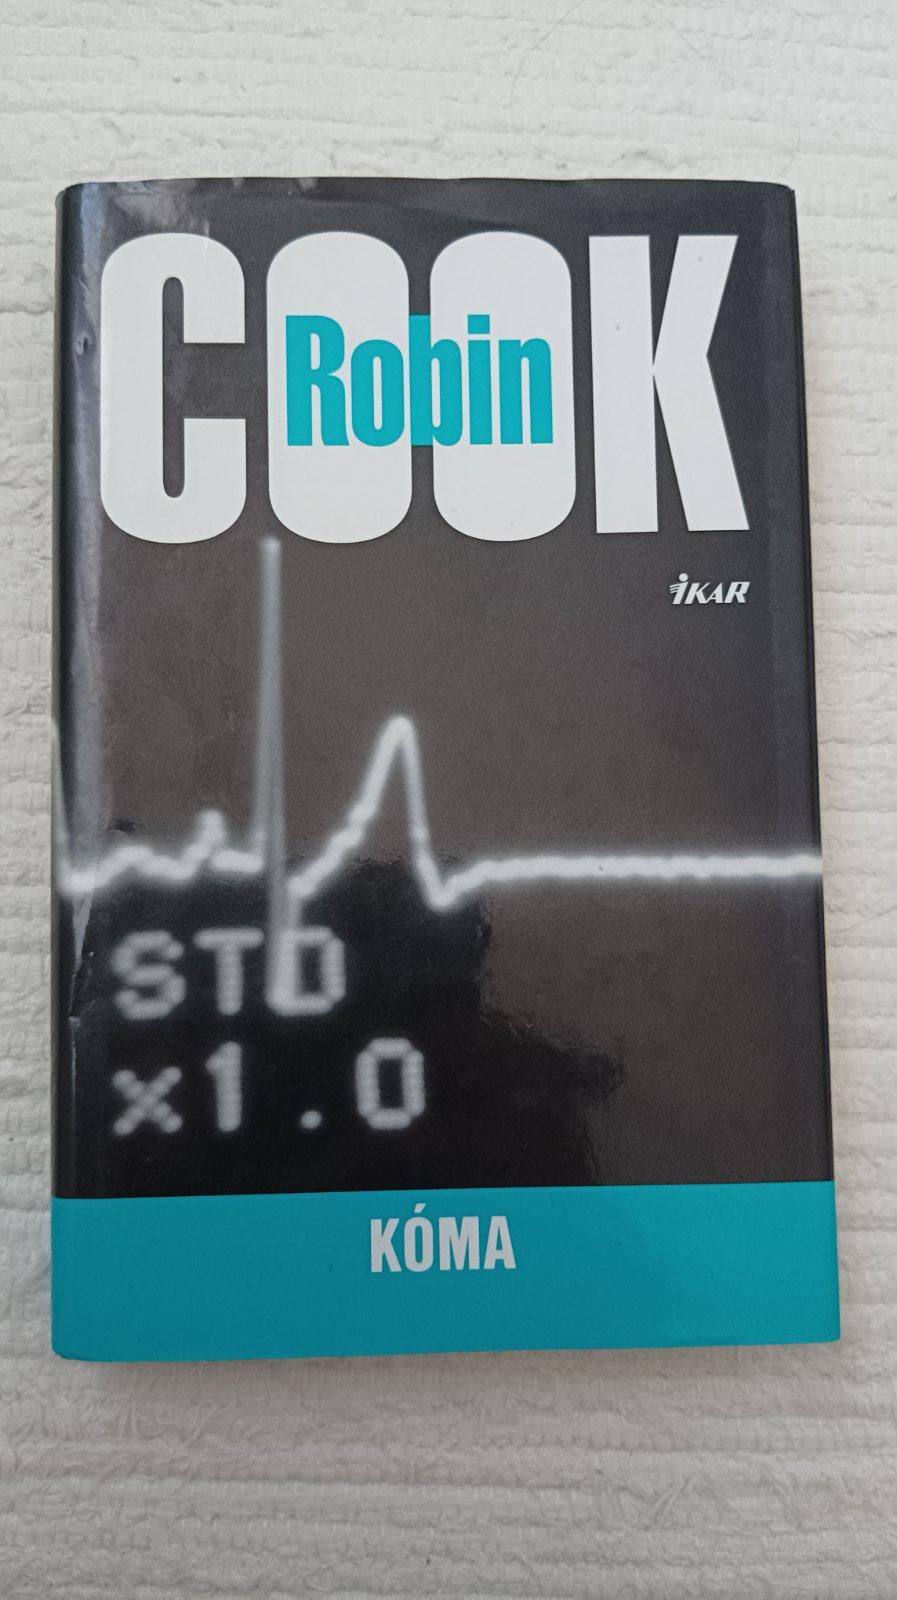 COOK
Robin
iKAR
STD
x1.0
KÓMA